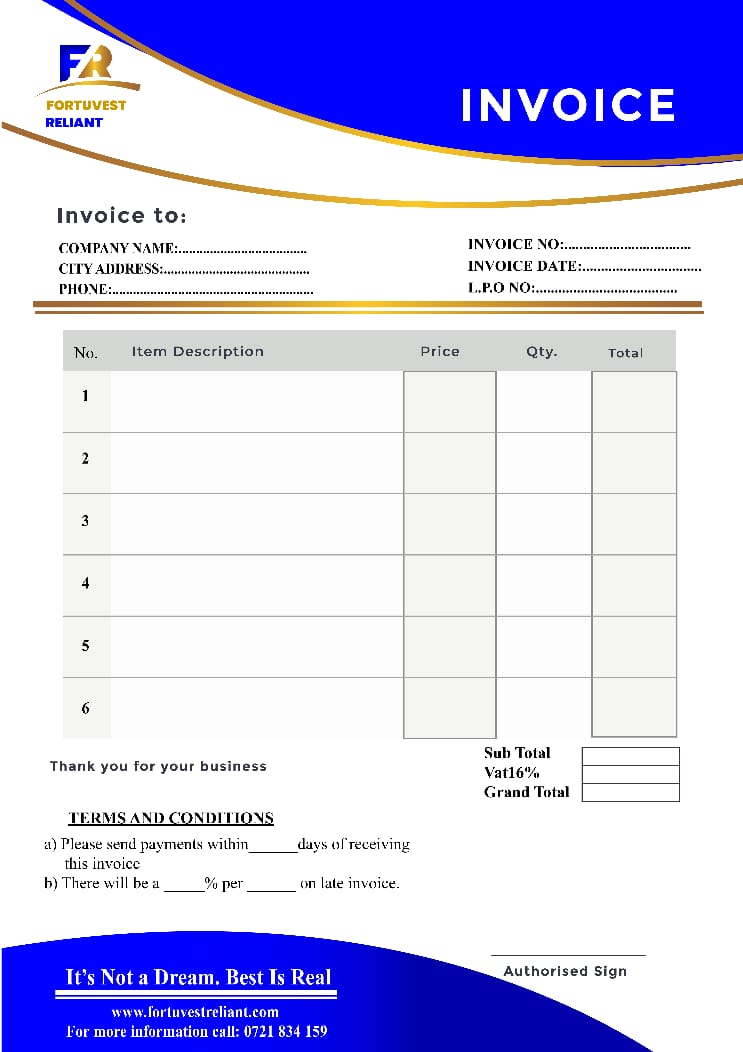 FR
FORTUVEST
RELIANT
INVOICE
Invoice to:
COMPANY NAME:.....................................
CITY ADDRESS:..........................................
PHONE:..........................................................
INVOICE NO:..................................
INVOICE DATE:................................
L.P.O NO:......................................
No. Item Description Price Qty. Total
1
2
3
4
5
6
Thank you for your business
Sub Total
Vat16%
Grand Total
TERMS AND CONDITIONS
a) Please send payments within______days of receiving
this invoice
b) There will be a _____% per ______ on late invoice.
Authorised Sign
It's Not a Dream. Best Is Real
www.fortuvestreliant.com
For more information call: 0721 834 159